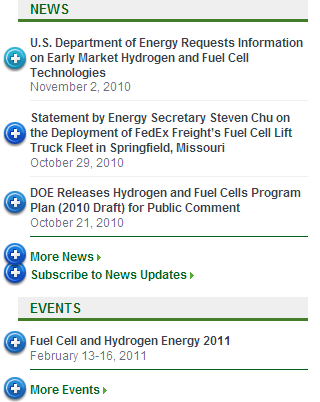 NEWS
U.S. Department of Energy Requests Information
on Early Market Hydrogen and Fuel Cell
Technologies
November 2, 2010
Statement by Energy Secretary Steven Chu on
the Deployment of FedEx Freight's Fuel Cell Lift
Truck Fleet in Springfield, Missouri
October 29, 2010
DOE Releases Hydrogen and Fuel Cells Program
Plan (2010 Draft) for Public Comment
October 21, 2010
More News
Subscribe to News Updates
EVENTS
Fuel Cell and Hydrogen Energy 2011
February 13-16, 2011
More Events